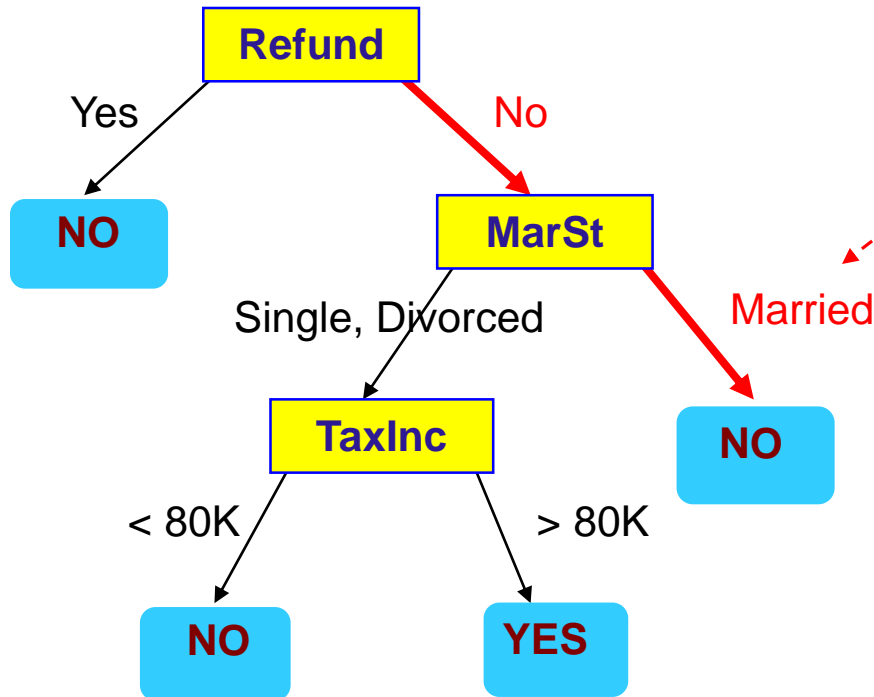 Refund
Yes
No
NO
MarSt
Single, Divorced
Married
TaxInc
NO
< 80K
> 80K
NO
YES